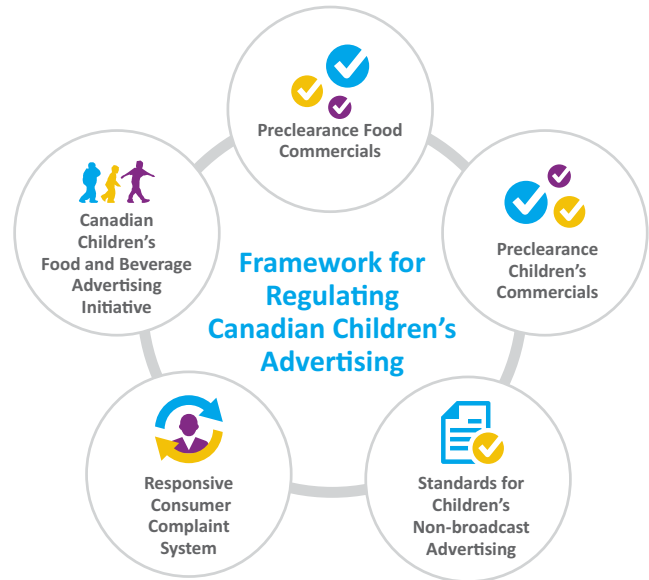 Preclearance Food
Commercials
Canadian
Children's
Food and Beverage
Advertising
Initiative
Preclearance
Children's
Commercials
Framework for
Regulating
Canadian Children's
Advertising
Responsive
Consumer
Complaint
System
Standards for
Children's
Non-broadcast
Advertising